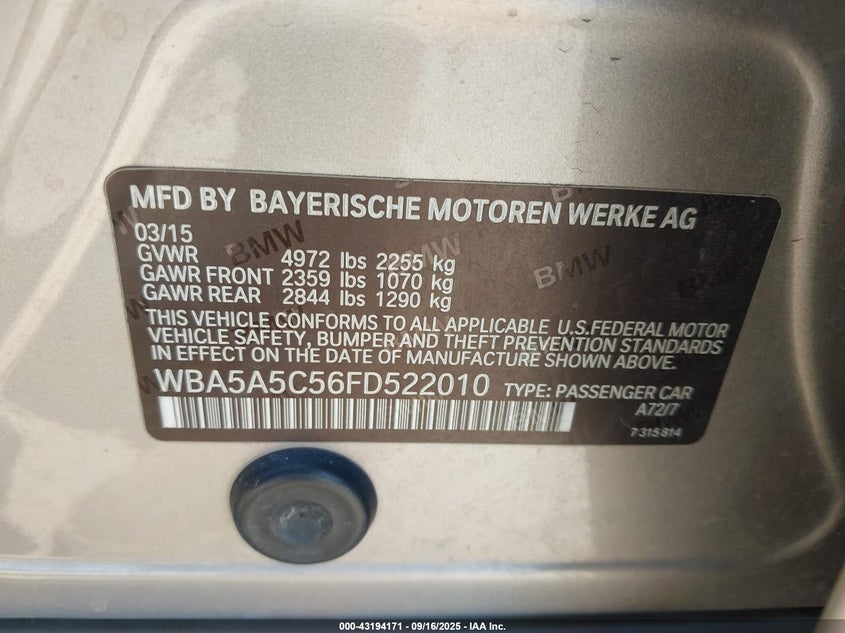 MFD BY BAYERISCHE MOTOREN WERKE AG
03/15
GVWR 4972 lbs 2255 kg
GAWR FRONT 2359 lbs 1070 kg
GAWR REAR 2844 lbs 1290 kg
THIS VEHICLE CONFORMS TO ALL APPLICABLE U.S.FEDERAL MOTOR
VEHICLE SAFETY, BUMPER AND THEFT PREVENTION STANDARDS
IN EFFECT ON THE DATE OF MANUFACTURE SHOWN ABOVE.
WBA5A5C56FD522010 TYPE: PASSENGER CAR
A72/7
7 315 814
BMW
BMW
BMW
000-43194171 - 09/16/2025 - IAA Inc.